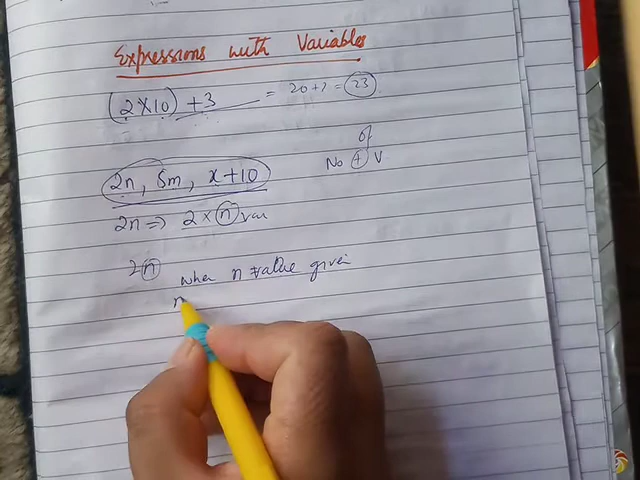 Expressions with Variables
(2×10) +3 = 20+3 = 23
of
No + V
2n, 5m, x+10
2n => 2 × n var
2n
when n value given
n